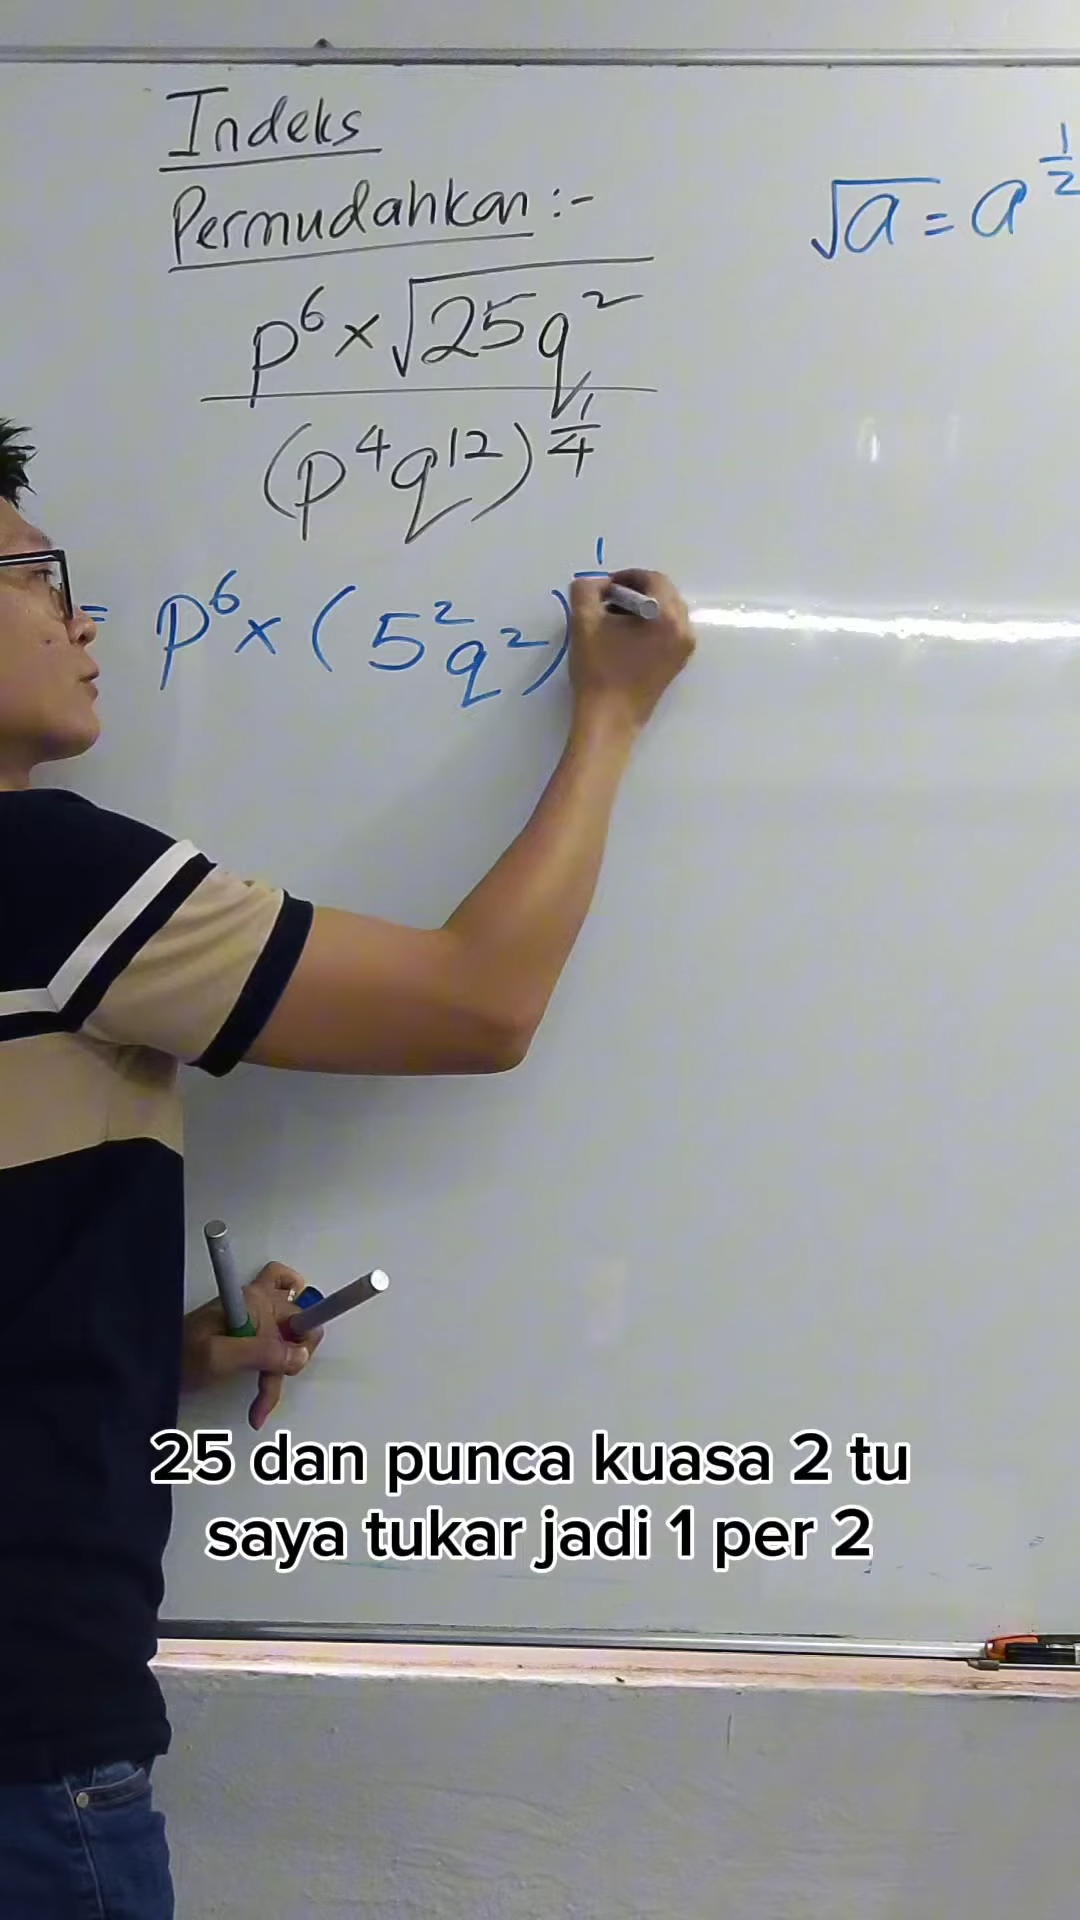 Indeks
Permudahkan :-
p⁶ × √25q²
(p⁴q¹²)^¼
√a = a^½
= p⁶ × (5²q²)^1
25 dan punca kuasa 2 tu
saya tukar jadi 1 per 2